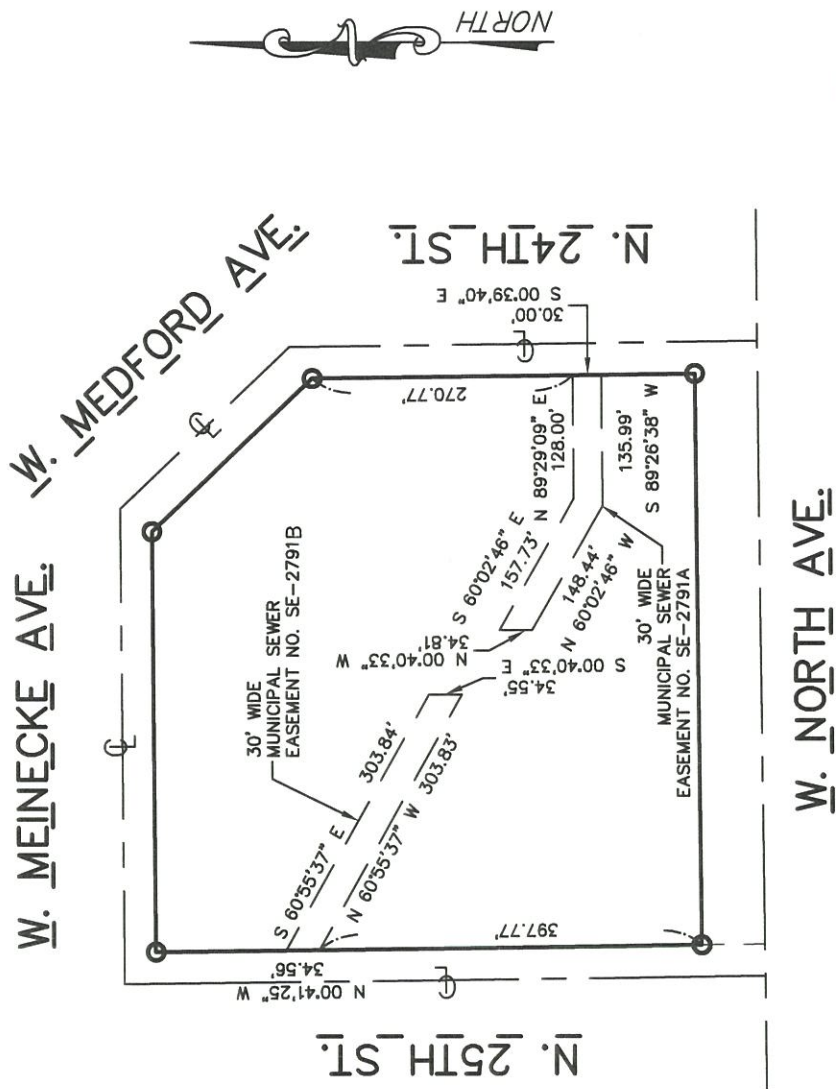 NORTH
W. MEDFORD AVE.
W. MEINECKE AVE.
N. 24TH ST.
N. 25TH ST.
W. NORTH AVE.
℄
℄
℄
℄
S 00°39'40" E
30.00'
270.77'
N 89°29'09" E
128.00'
135.99'
S 89°26'38" W
S 60°02'46" E
157.73'
148.44'
N 60°02'46" W
N 00°40'33" W
34.81'
S 00°40'33" E
34.55'
30' WIDE
MUNICIPAL SEWER
EASEMENT NO. SE-2791B
30' WIDE
MUNICIPAL SEWER
EASEMENT NO. SE-2791A
S 60°55'37" E
303.84'
N 60°55'37" W 303.83'
N 00°41'25" W
34.56'
397.77'